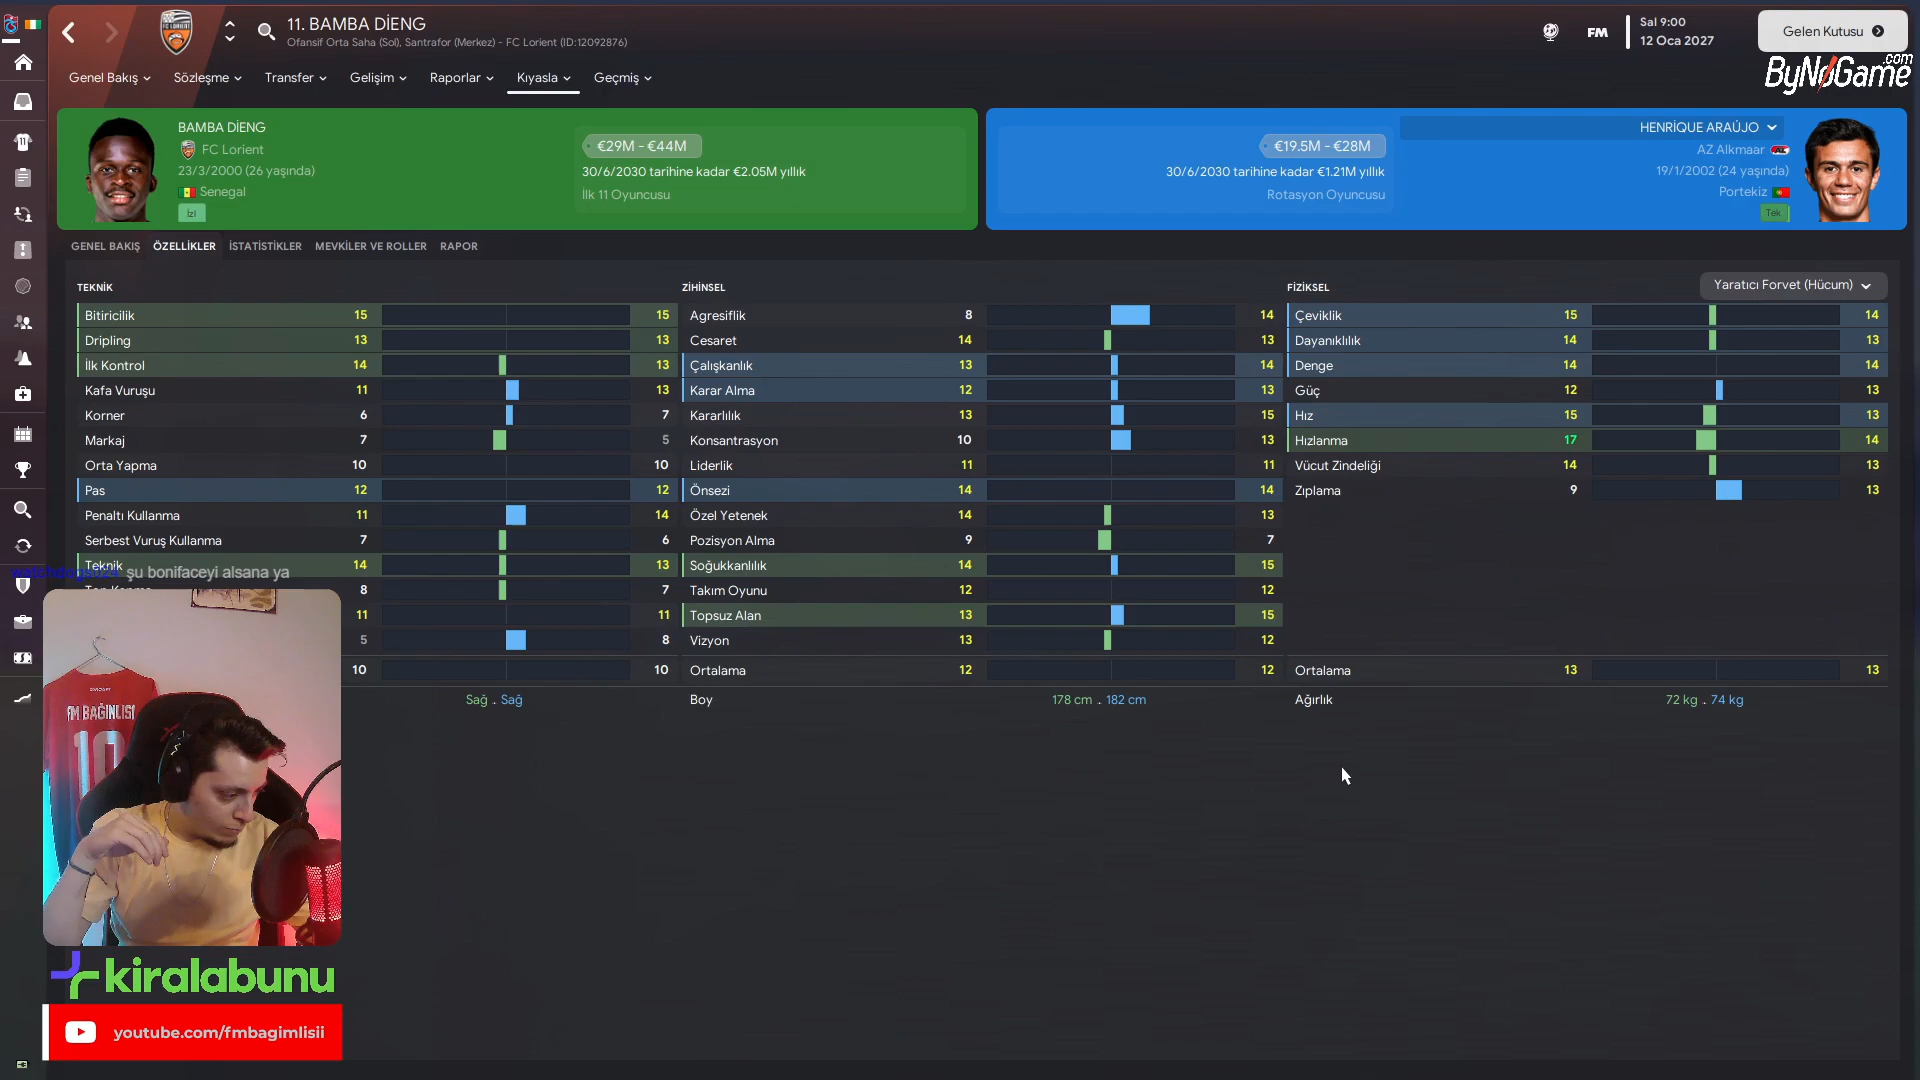 11. BAMBA DİENG
Ofansif Orta Saha (Sol), Santrafor (Merkez) - FC Lorient (ID:12092876)
FM
Sal 9:00
12 Oca 2027
Gelen Kutusu
ByNoGame.com
Genel Bakış
Sözleşme
Transfer
Gelişim
Raporlar
Kıyasla
Geçmiş
BAMBA DİENG
FC Lorient
23/3/2000 (26 yaşında)
Senegal
İzl
€29M - €44M
30/6/2030 tarihine kadar €2.05M yıllık
İlk 11 Oyuncusu
€19.5M - €28M
30/6/2030 tarihine kadar €1.21M yıllık
Rotasyon Oyuncusu
HENRİQUE ARAÚJO
AZ Alkmaar
19/1/2002 (24 yaşında)
Portekiz
Tek
GENEL BAKIŞ ÖZELLİKLER İSTATİSTİKLER MEVKİLER VE ROLLER RAPOR
TEKNİK
Bitiricilik 15 15
Dripling 13 13
İlk Kontrol 14 13
Kafa Vuruşu 11 13
Korner 6 7
Markaj 7 5
Orta Yapma 10 10
Pas 12 12
Penaltı Kullanma 11 14
Serbest Vuruş Kullanma 7 6
Teknik 14 13
8 7
11 11
5 8
10 10
Sağ . . Sağ
ZİHİNSEL
Agresiflik 8 14
Cesaret 14 13
Çalışkanlık 13 14
Karar Alma 12 13
Kararlılık 13 15
Konsantrasyon 10 13
Liderlik 11 11
Önsezi 14 14
Özel Yetenek 14 13
Pozisyon Alma 9 7
Soğukkanlılık 14 15
Takım Oyunu 12 12
Topsuz Alan 13 15
Vizyon 13 12
Ortalama 12 12
Boy 178 cm . . 182 cm
FİZİKSEL
Yaratıcı Forvet (Hücum)
Çeviklik 15 14
Dayanıklılık 14 13
Denge 14 14
Güç 12 13
Hız 15 13
Hızlanma 17 14
Vücut Zindeliği 14 13
Zıplama 9 13
Ortalama 13 13
Ağırlık 72 kg . . 74 kg
şu bonifaceyi alsana ya
FM BAĞINLISI
10
kiralabunu
youtube.com/fmbagimlisii